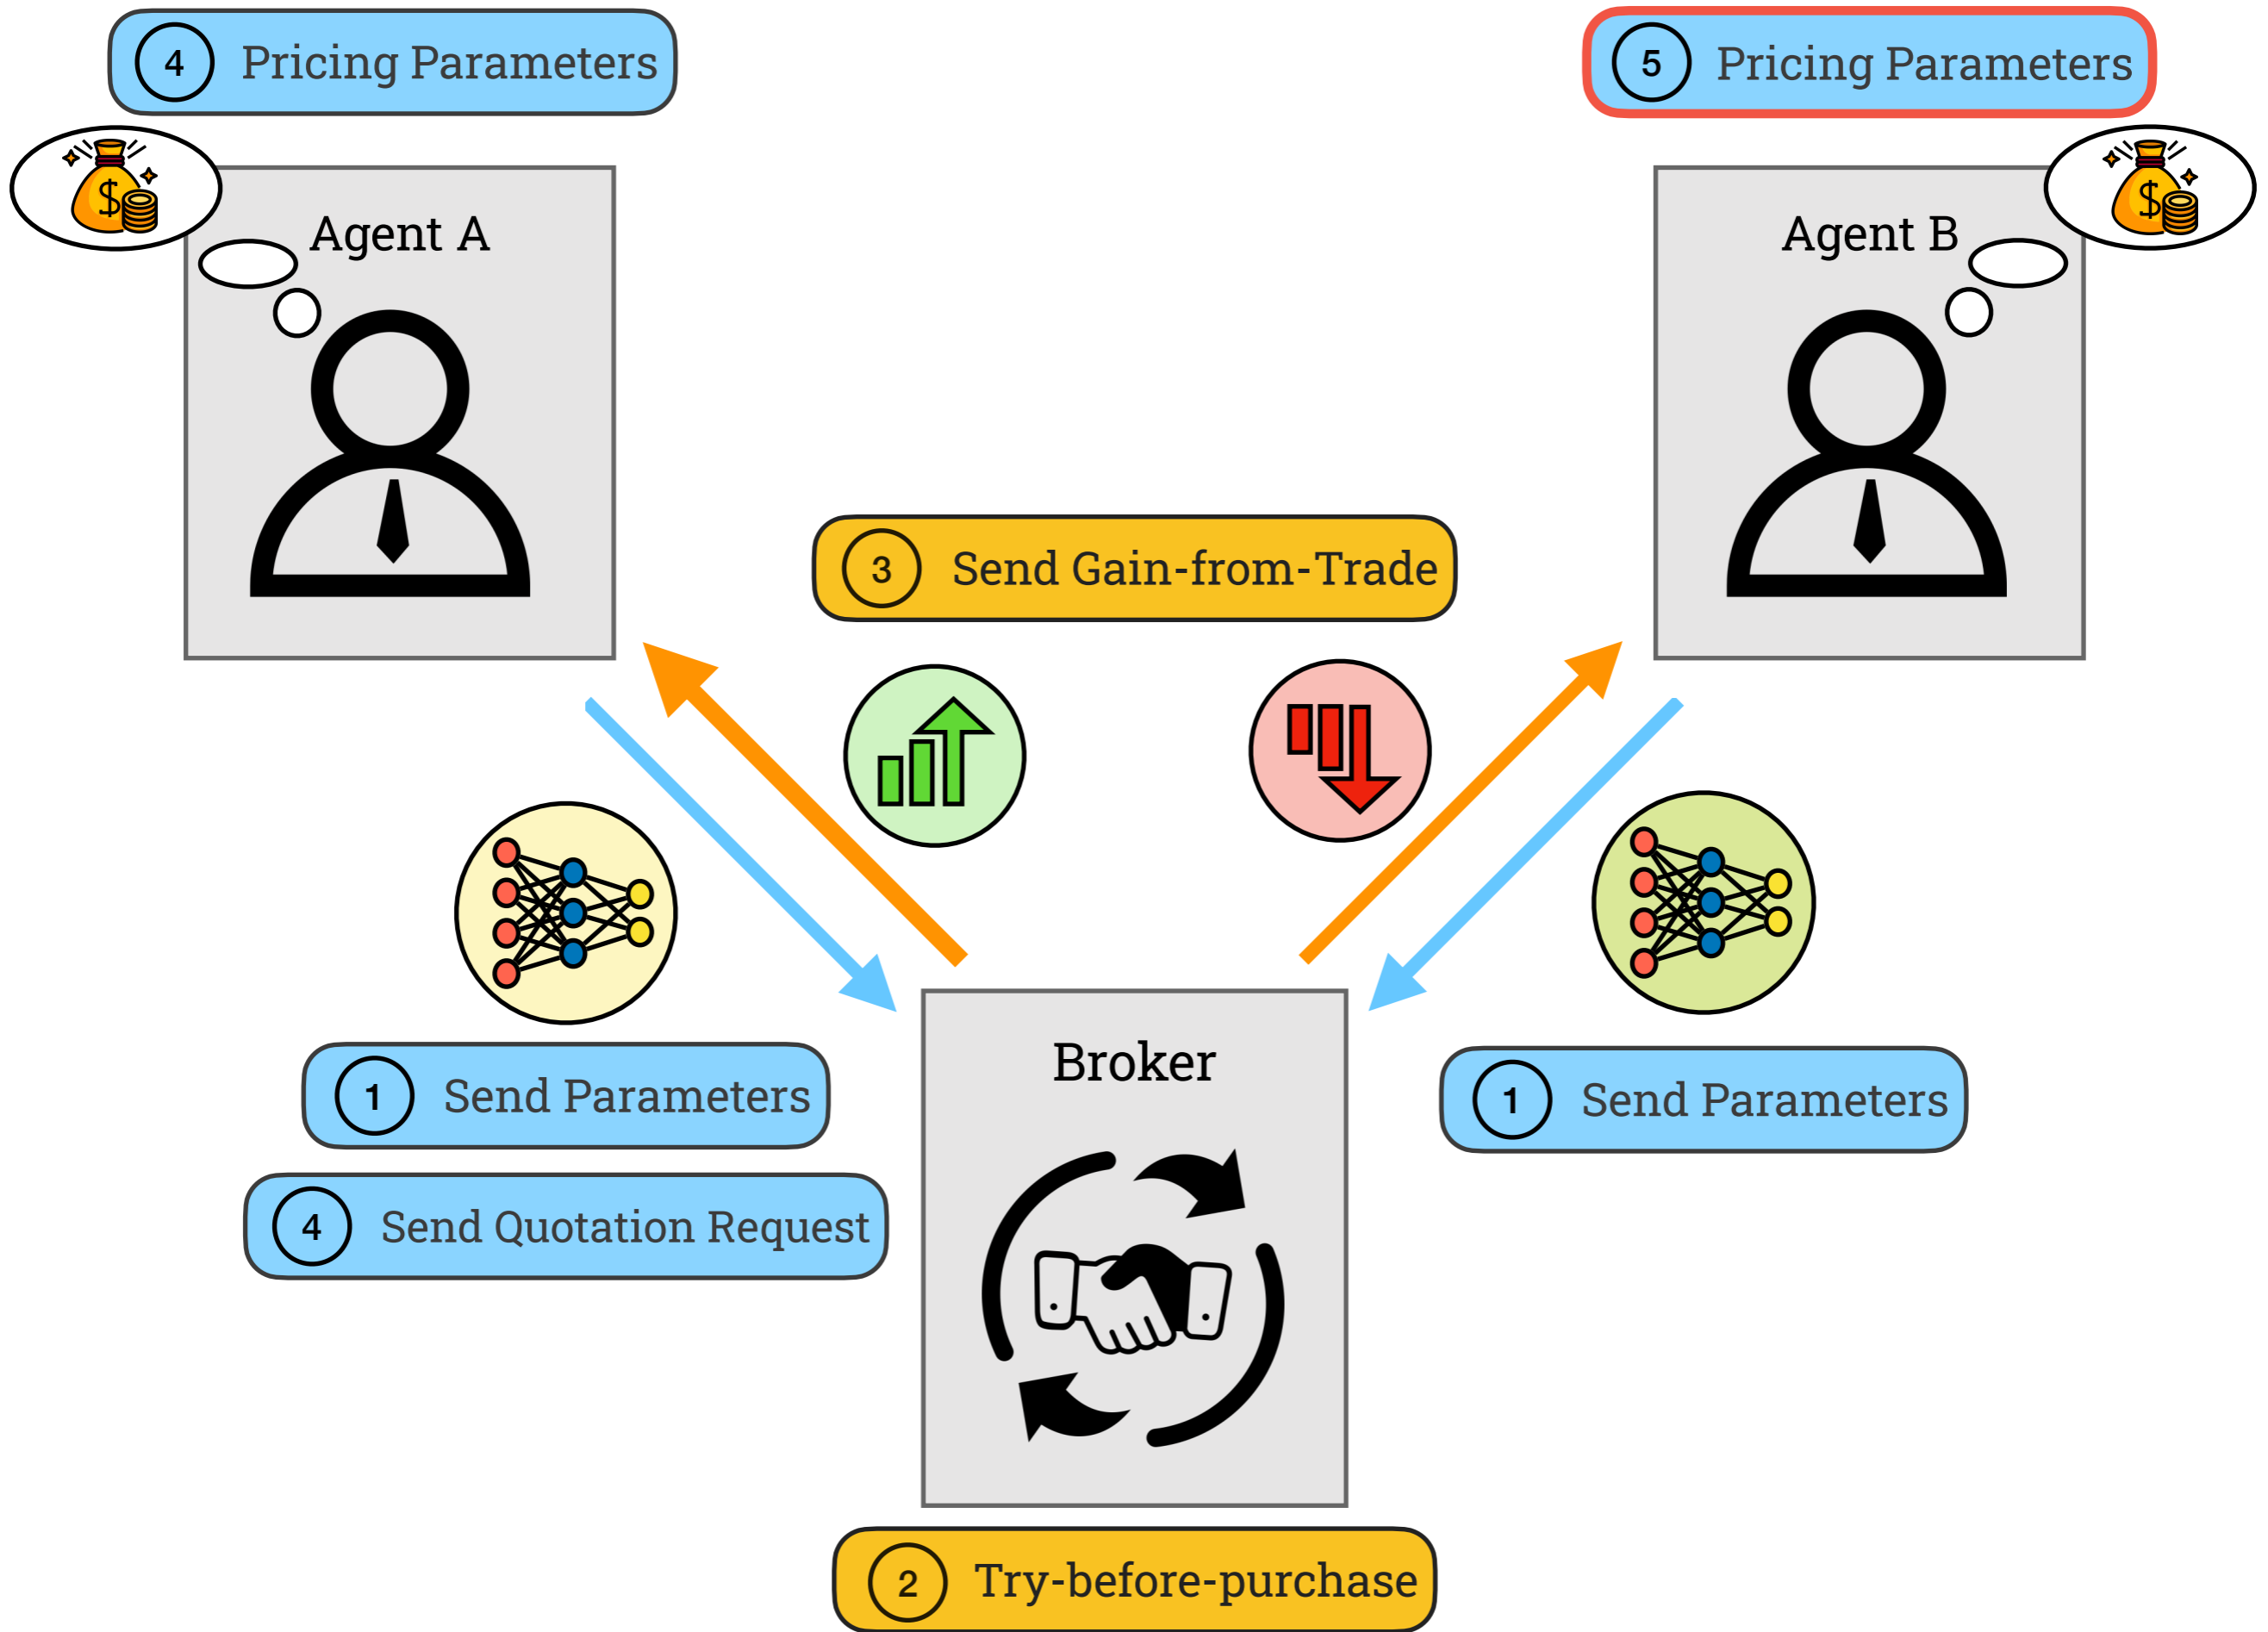 4 Pricing Parameters
5 Pricing Parameters
$
$
Agent A
Agent B
3 Send Gain-from-Trade
Broker
1 Send Parameters
1 Send Parameters
4 Send Quotation Request
2 Try-before-purchase